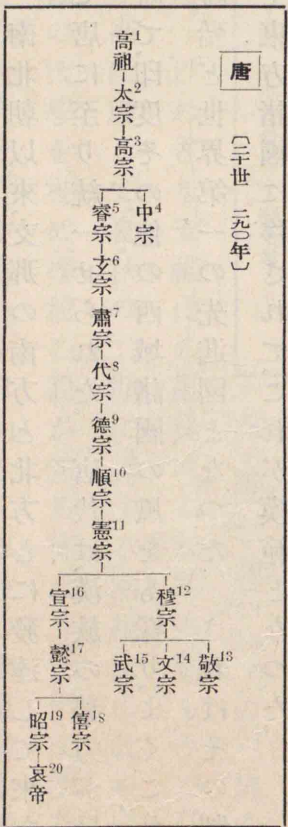 唐 〔二十世 二九〇年〕
高祖1
太宗2
高宗3
中宗4
睿宗5
玄宗6
肅宗7
代宗8
德宗9
順宗10
憲宗11
穆宗12
敬宗13
文宗14
武宗15
宣宗16
懿宗17
僖宗18
昭宗19
哀帝20